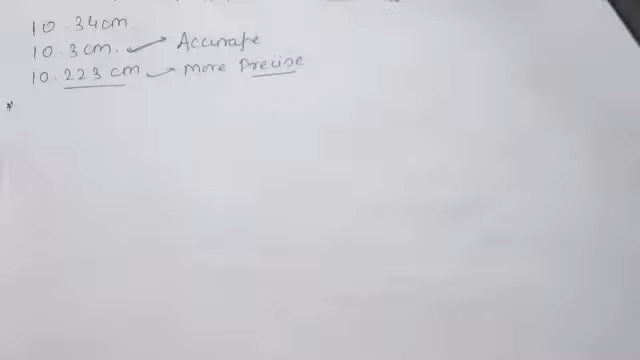 10.34cm
10.3cm. → Accurate
10.223 cm → more Precise
*